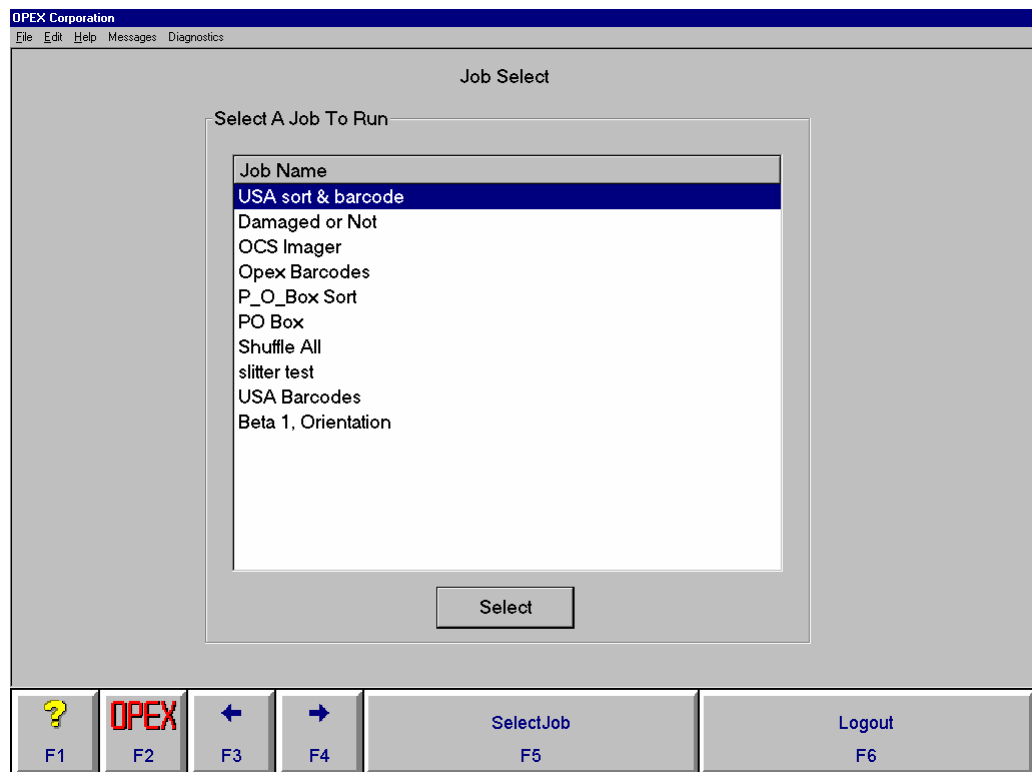 OPEX Corporation
File Edit Help Messages Diagnostics
Job Select
Select A Job To Run
Job Name
USA sort & barcode
Damaged or Not
OCS Imager
Opex Barcodes
P_O_Box Sort
PO Box
Shuffle All
slitter test
USA Barcodes
Beta 1, Orientation
Select
? OPEX ← → SelectJob Logout
F1 F2 F3 F4 F5 F6